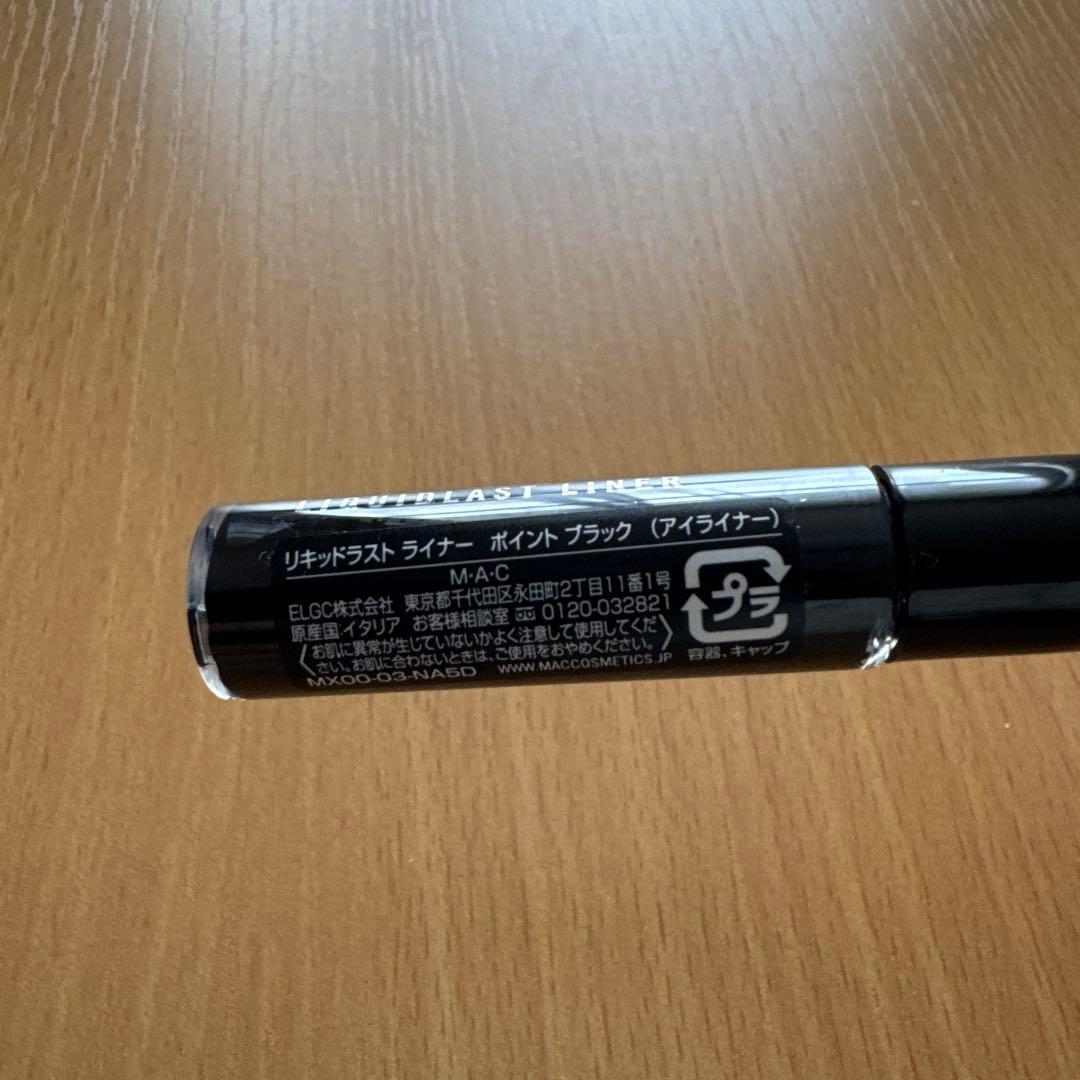 LIQUIDLAST LINER
リキッドラスト ライナー ポイント ブラック （アイライナー）
M・A・C
ELGC株式会社 東京都千代田区永田町2丁目11番1号
原産国:イタリア お客様相談室 0120-032821
〈お肌に異常が生じていないかよく注意して使用してくだ
さい。お肌に合わないときは、ご使用をおやめください。〉
MX00-03-NA5D WWW.MACCOSMETICS.JP
プラ
容器、キャップ